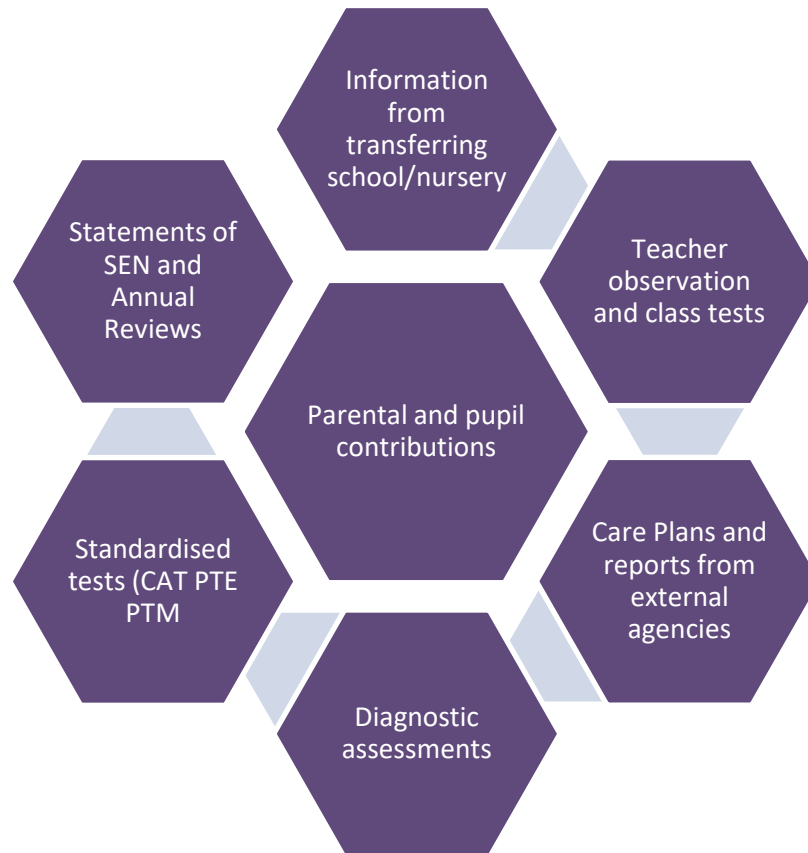 Information
from
transferring
school/nursery
Teacher
observation
and class tests
Care Plans and
reports from
external
agencies
Diagnostic
assessments
Standardised
tests (CAT PTE
PTM
Statements of
SEN and
Annual
Reviews
Parental and pupil
contributions